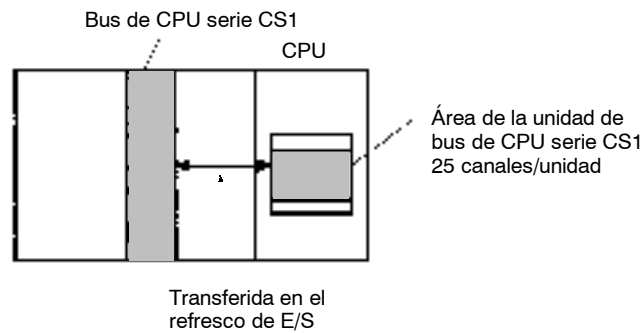 Bus de CPU serie CS1
CPU
Área de la unidad de
bus de CPU serie CS1
25 canales/unidad
Transferida en el
refresco de E/S